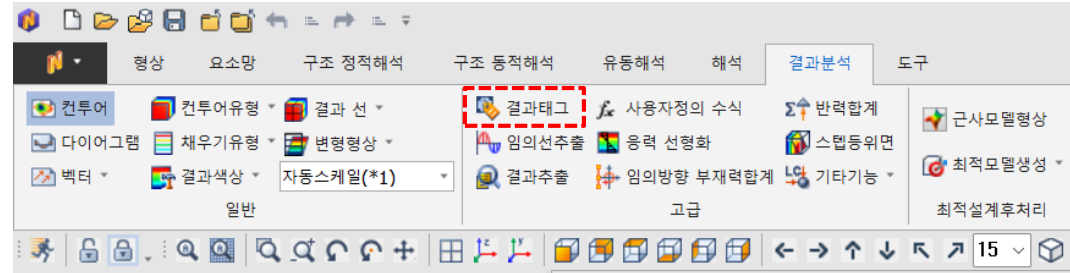 형상 요소망 구조 정적해석 구조 동적해석 유동해석 해석 결과분석 도구
컨투어 컨투어유형 결과 선 결과태그 사용자정의 수식 반력합계
근사모델형상
다이어그램 채우기유형 변형형상 임의선추출 응력 선형화 스텝등위면
최적모델생성
벡터 결과색상 자동스케일(*1) 결과추출 임의방향 부재력합계 기타기능
일반 고급 최적설계후처리
15